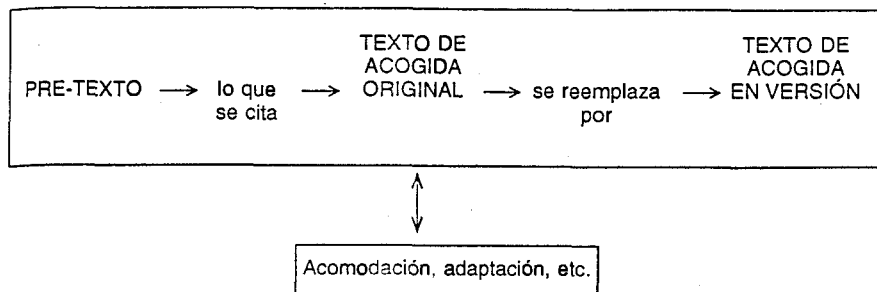 PRE-TEXTO → lo que se cita → TEXTO DE ACOGIDA ORIGINAL → se reemplaza por → TEXTO DE ACOGIDA EN VERSIÓN
Acomodación, adaptación, etc.